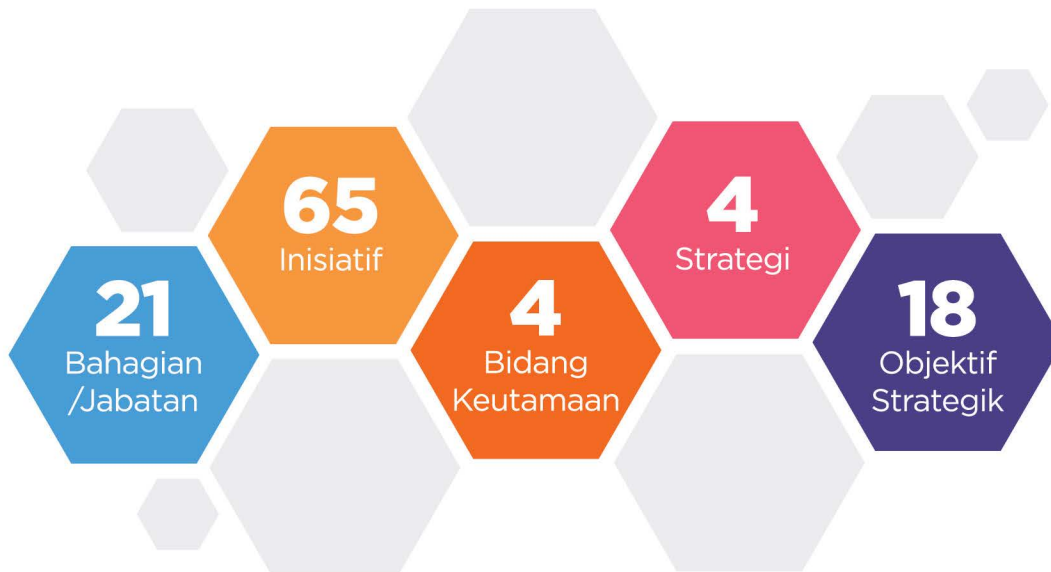 21
Bahagian
/Jabatan
65
Inisiatif
4
Bidang
Keutamaan
4
Strategi
18
Objektif
Strategik